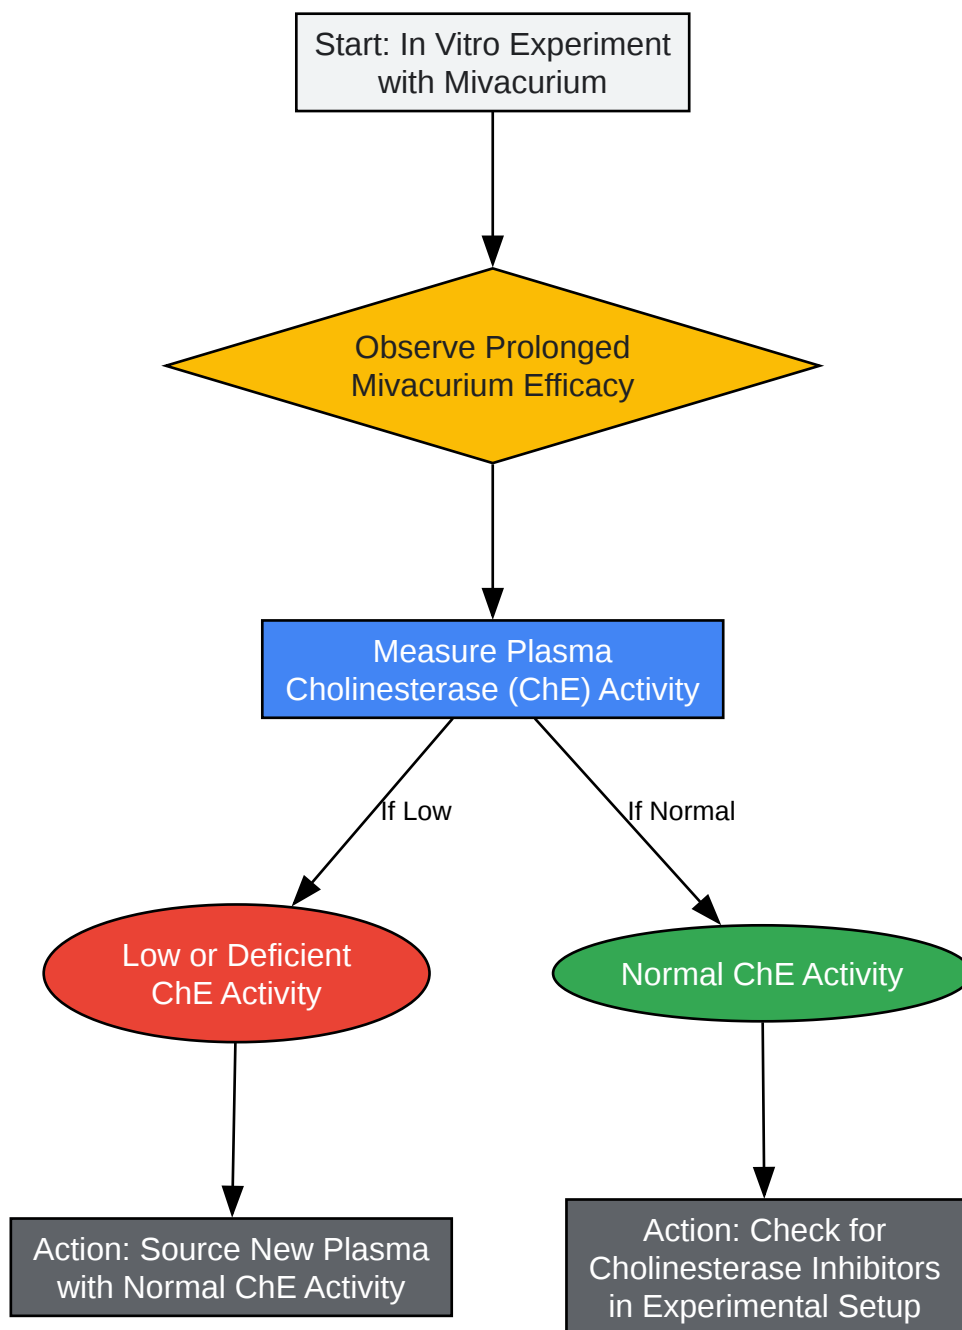 Start: In Vitro Experiment
with Mivacurium
Observe Prolonged
Mivacurium Efficacy
Measure Plasma
Cholinesterase (ChE) Activity
If Low
If Normal
Low or Deficient
ChE Activity
Normal ChE Activity
Action: Source New Plasma
with Normal ChE Activity
Action: Check for
Cholinesterase Inhibitors
in Experimental Setup